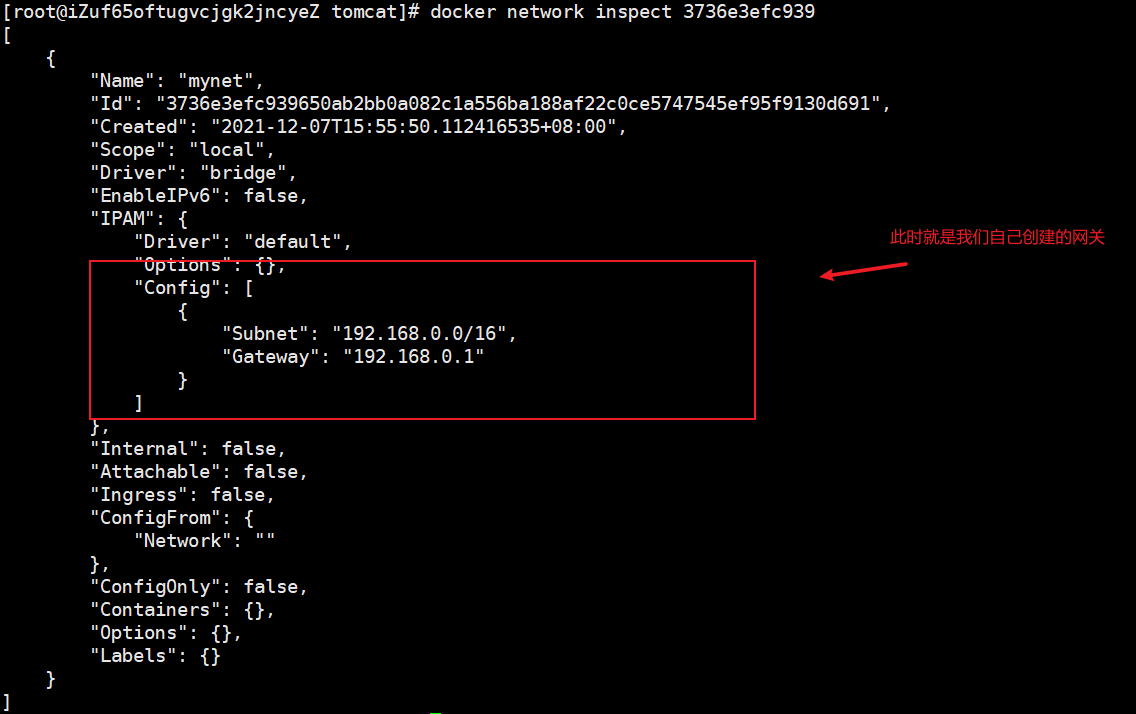 [root@iZuf65oftugvcjgk2jncyeZ tomcat]# docker network inspect 3736e3efc939
[
    {
        "Name": "mynet",
        "Id": "3736e3efc939650ab2bb0a082c1a556ba188af22c0ce5747545ef95f9130d691",
        "Created": "2021-12-07T15:55:50.112416535+08:00",
        "Scope": "local",
        "Driver": "bridge",
        "EnableIPv6": false,
        "IPAM": {
            "Driver": "default",
此时就是我们自己创建的网关
            "Options": {},
            "Config": [
                {
                    "Subnet": "192.168.0.0/16",
                    "Gateway": "192.168.0.1"
                }
            ]
        },
        "Internal": false,
        "Attachable": false,
        "Ingress": false,
        "ConfigFrom": {
            "Network": ""
        },
        "ConfigOnly": false,
        "Containers": {},
        "Options": {},
        "Labels": {}
    }
]